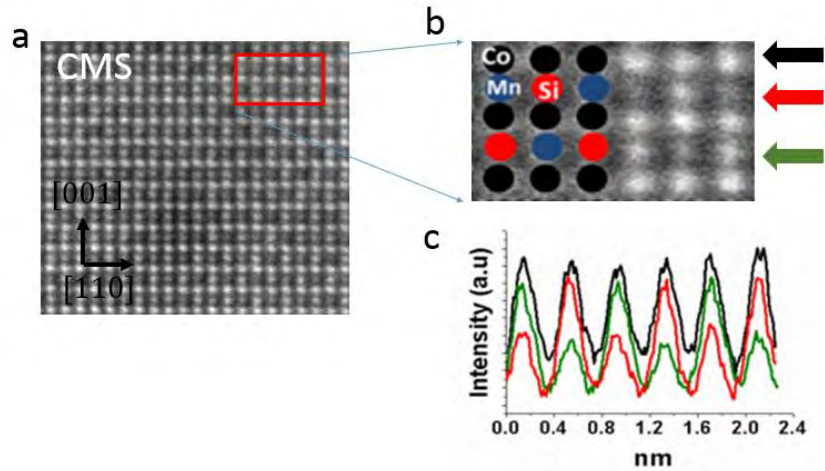 a
CMS
[001]
[110]
b
Co
Mn Si
c
Intensity (a.u)
0.0 0.4 0.8 1.2 1.6 2.0 2.4
nm